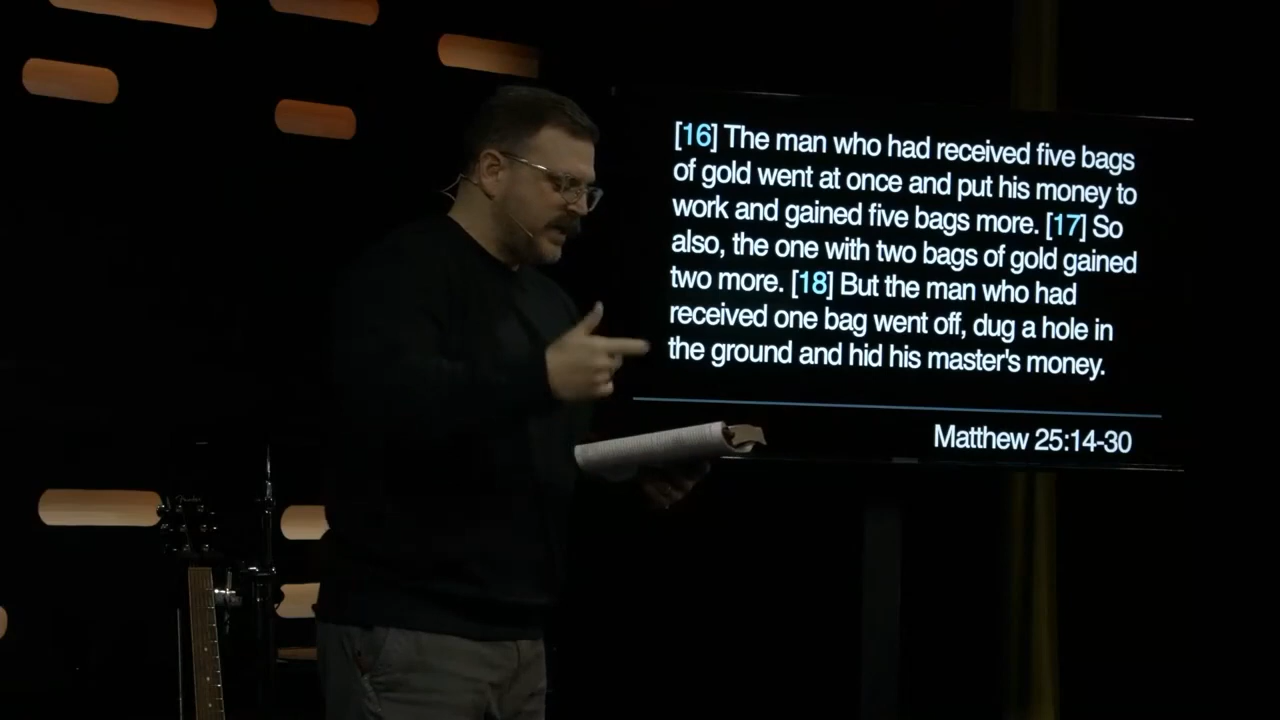 [16] The man who had received five bags
of gold went at once and put his money to
work and gained five bags more. [17] So
also, the one with two bags of gold gained
two more. [18] But the man who had
received one bag went off, dug a hole in
the ground and hid his master's money.
Matthew 25:14-30
Fender